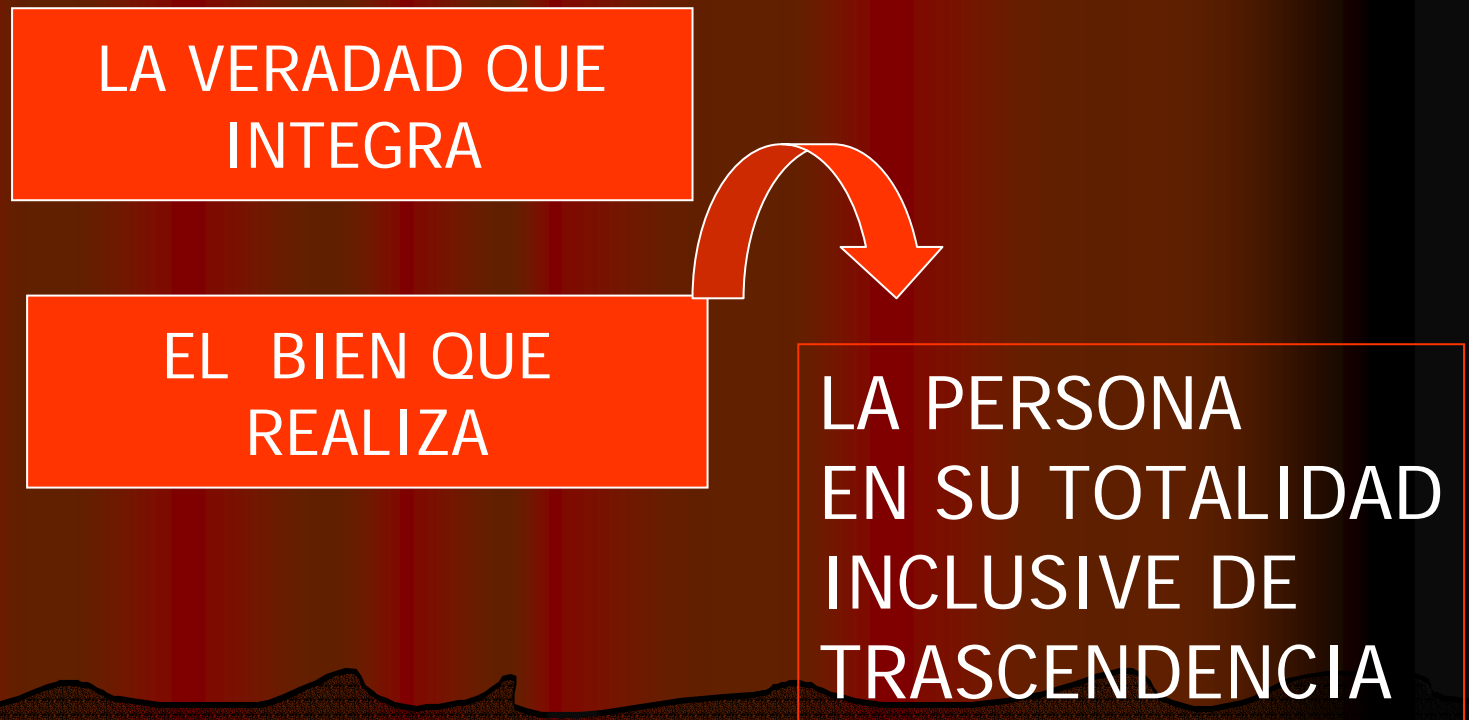 LA VERADAD QUE
INTEGRA
EL BIEN QUE
REALIZA
LA PERSONA
EN SU TOTALIDAD
INCLUSIVE DE
TRASCENDENCIA